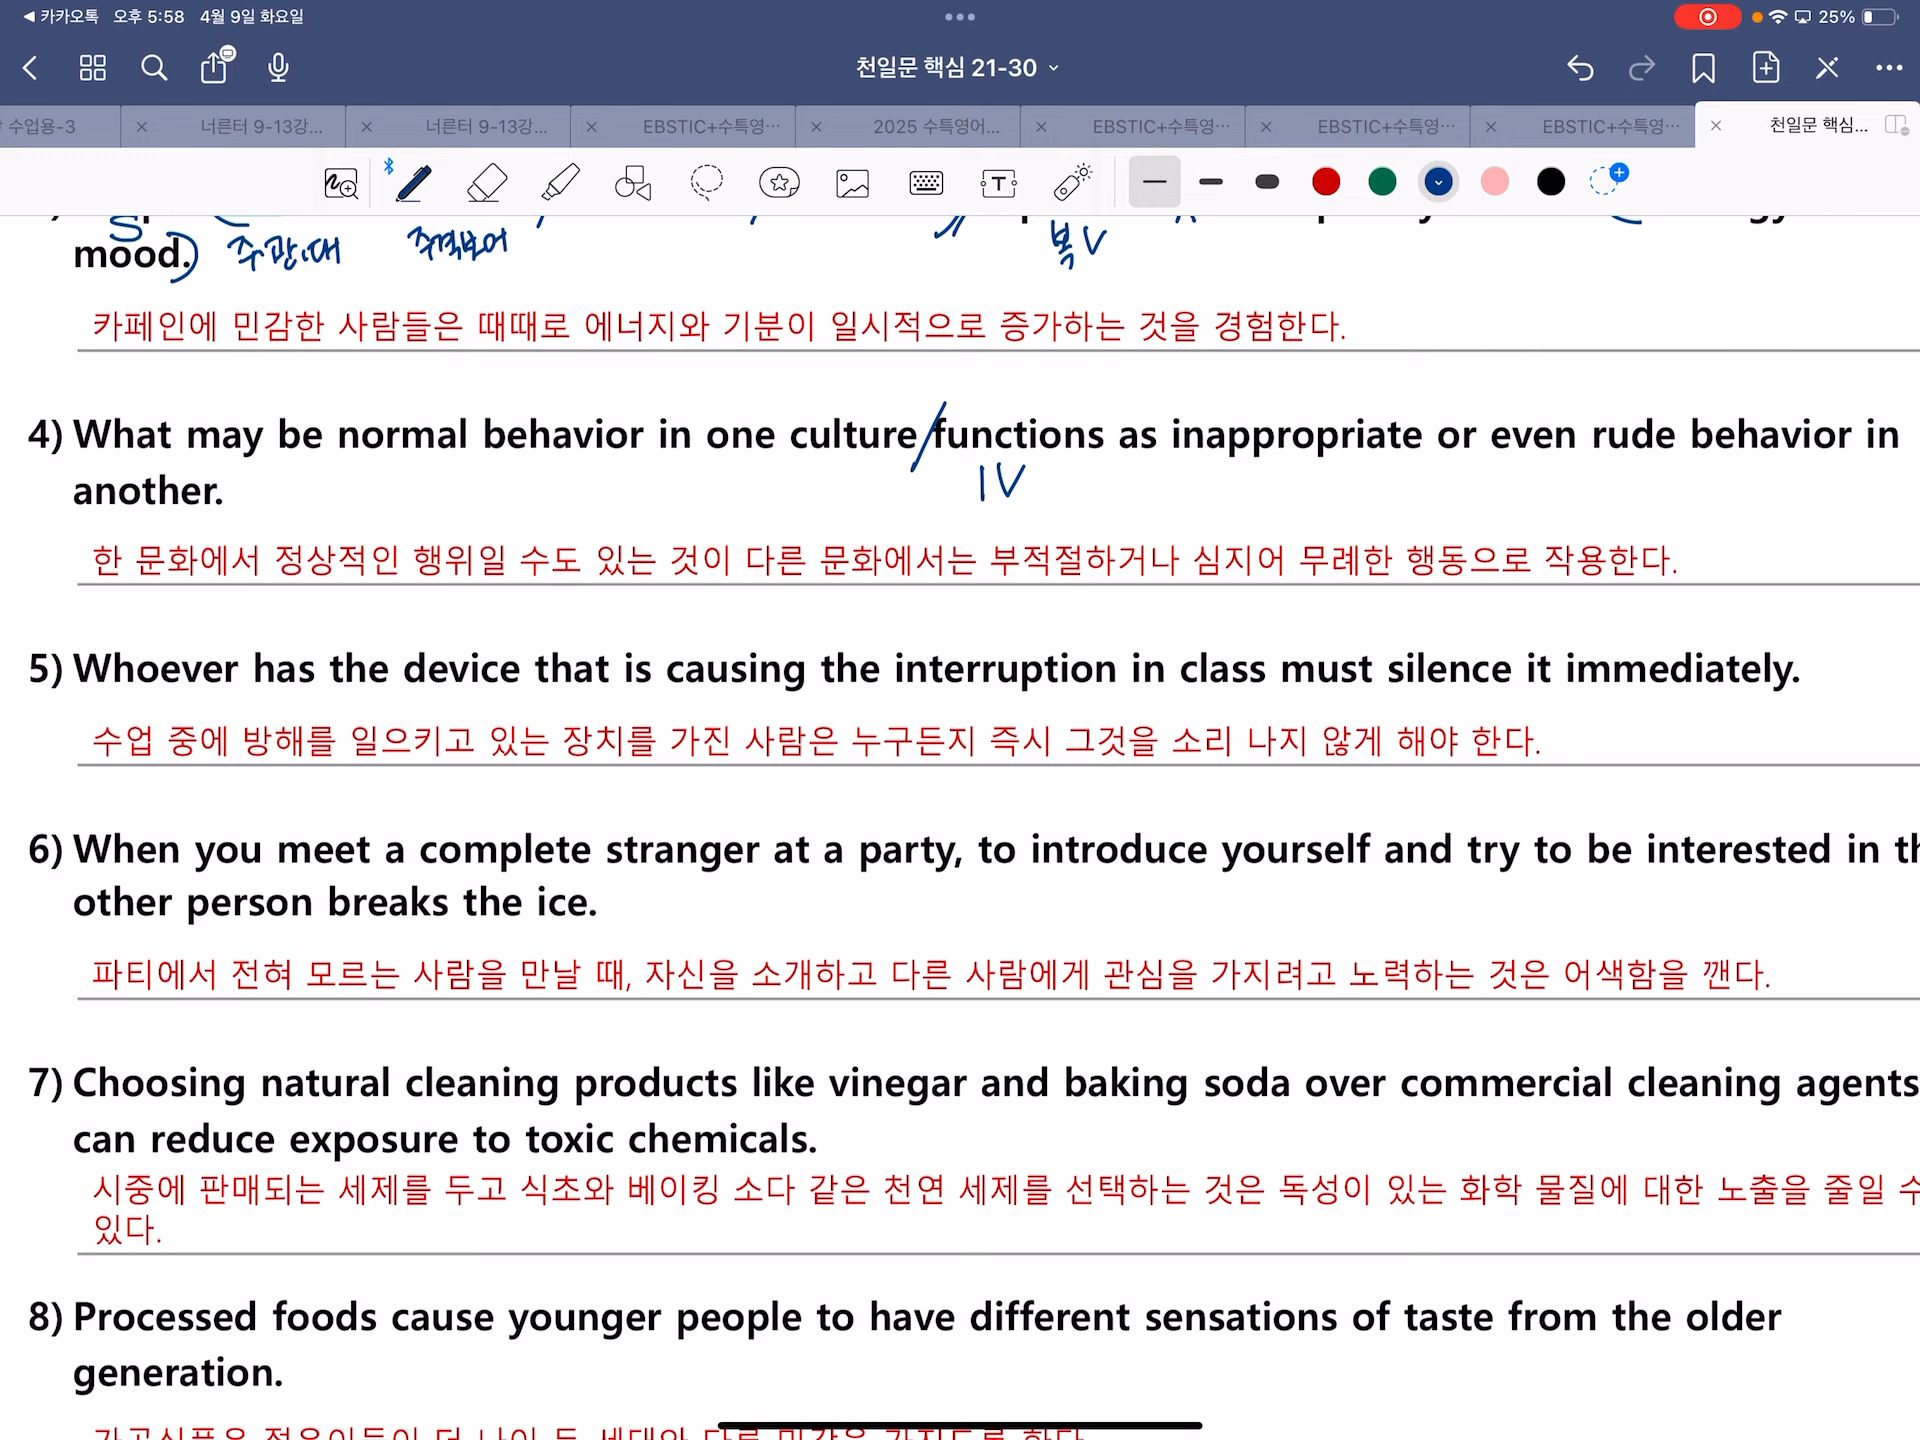 ◀ 카카오톡 오후 5:58 4월 9일 화요일
25%
천일문 핵심 21-30
수업용-3
너른터 9-13강...
너른터 9-13강...
EBSTIC+수특영...
2025 수특영어...
EBSTIC+수특영...
EBSTIC+수특영...
EBSTIC+수특영...
천일문 핵심...
S
mood.) 주·관·대 주격보어 복V
카페인에 민감한 사람들은 때때로 에너지와 기분이 일시적으로 증가하는 것을 경험한다.
4) What may be normal behavior in one culture/functions as inappropriate or even rude behavior in
1V
another.
한 문화에서 정상적인 행위일 수도 있는 것이 다른 문화에서는 부적절하거나 심지어 무례한 행동으로 작용한다.
5) Whoever has the device that is causing the interruption in class must silence it immediately.
수업 중에 방해를 일으키고 있는 장치를 가진 사람은 누구든지 즉시 그것을 소리 나지 않게 해야 한다.
6) When you meet a complete stranger at a party, to introduce yourself and try to be interested in th
other person breaks the ice.
파티에서 전혀 모르는 사람을 만날 때, 자신을 소개하고 다른 사람에게 관심을 가지려고 노력하는 것은 어색함을 깬다.
7) Choosing natural cleaning products like vinegar and baking soda over commercial cleaning agents
can reduce exposure to toxic chemicals.
시중에 판매되는 세제를 두고 식초와 베이킹 소다 같은 천연 세제를 선택하는 것은 독성이 있는 화학 물질에 대한 노출을 줄일 수
있다.
8) Processed foods cause younger people to have different sensations of taste from the older
generation.